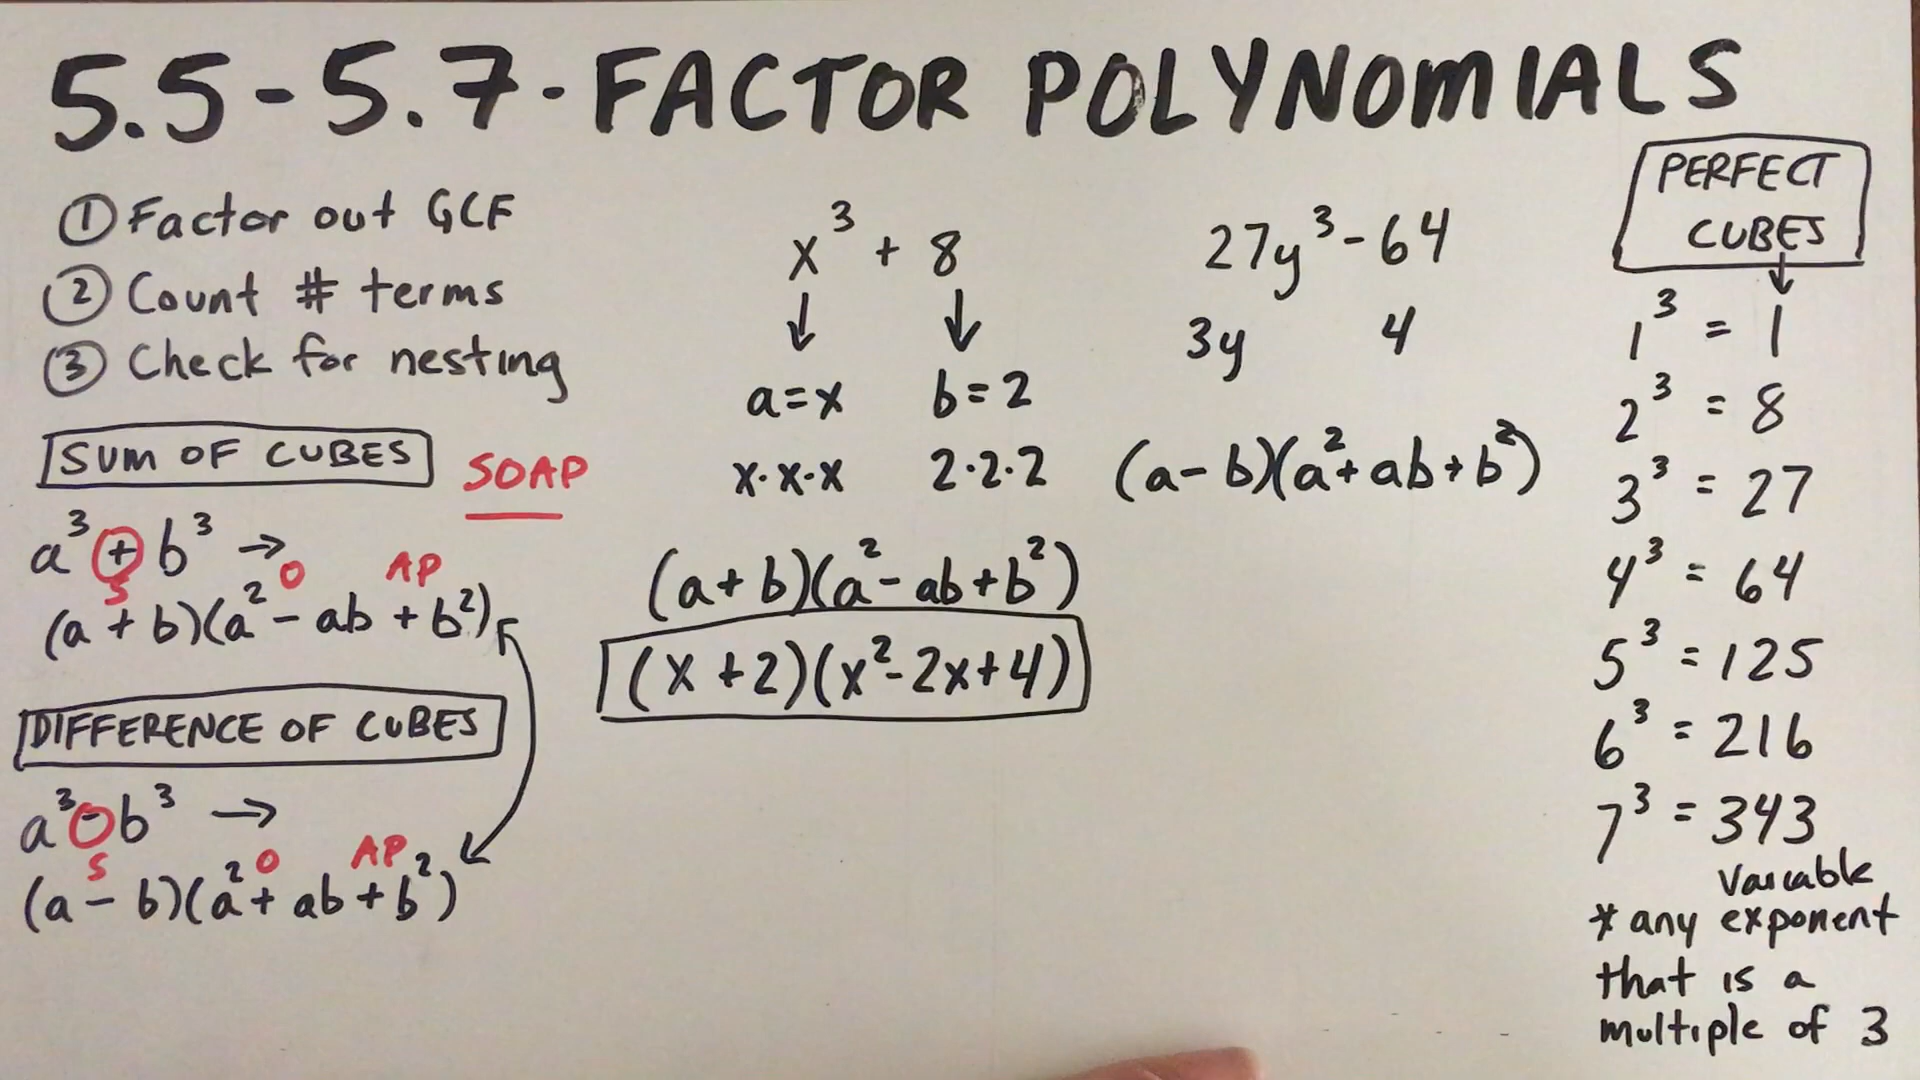 5.5-5.7-FACTOR POLYNOMIALS
① Factor out GCF
② Count # terms
③ Check for nesting
SUM OF CUBES
SOAP
a³ + b³ →
S O AP
(a + b)(a² - ab + b²)
DIFFERENCE OF CUBES
a³ - b³ →
S O AP
(a - b)(a² + ab + b²)
x³ + 8
↓ ↓
a=x b=2
x·x·x 2·2·2
(a+b)(a²-ab+b²)
(x+2)(x²-2x+4)
27y³-64
3y 4
(a-b)(a²+ab+b²)
PERFECT
CUBES
1³ = 1
2³ = 8
3³ = 27
4³ = 64
5³ = 125
6³ = 216
7³ = 343
Variable
* any exponent
that is a
multiple of 3